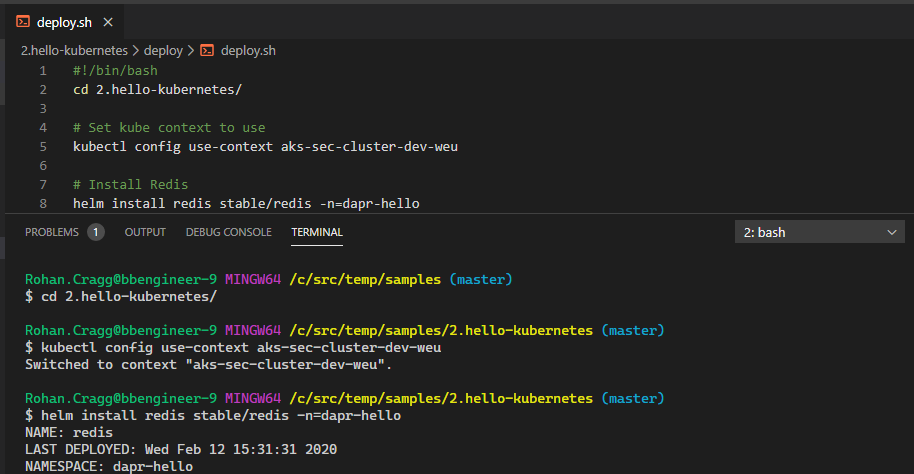 deploy.sh
2.hello-kubernetes > deploy > deploy.sh
1 #!/bin/bash
2 cd 2.hello-kubernetes/
3
4 # Set kube context to use
5 kubectl config use-context aks-sec-cluster-dev-weu
6
7 # Install Redis
8 helm install redis stable/redis -n=dapr-hello
PROBLEMS 1 OUTPUT DEBUG CONSOLE TERMINAL 2: bash
Rohan.Cragg@bbengineer-9 MINGW64 /c/src/temp/samples (master)
$ cd 2.hello-kubernetes/
Rohan.Cragg@bbengineer-9 MINGW64 /c/src/temp/samples/2.hello-kubernetes (master)
$ kubectl config use-context aks-sec-cluster-dev-weu
Switched to context "aks-sec-cluster-dev-weu".
Rohan.Cragg@bbengineer-9 MINGW64 /c/src/temp/samples/2.hello-kubernetes (master)
$ helm install redis stable/redis -n=dapr-hello
NAME: redis
LAST DEPLOYED: Wed Feb 12 15:31:31 2020
NAMESPACE: dapr-hello